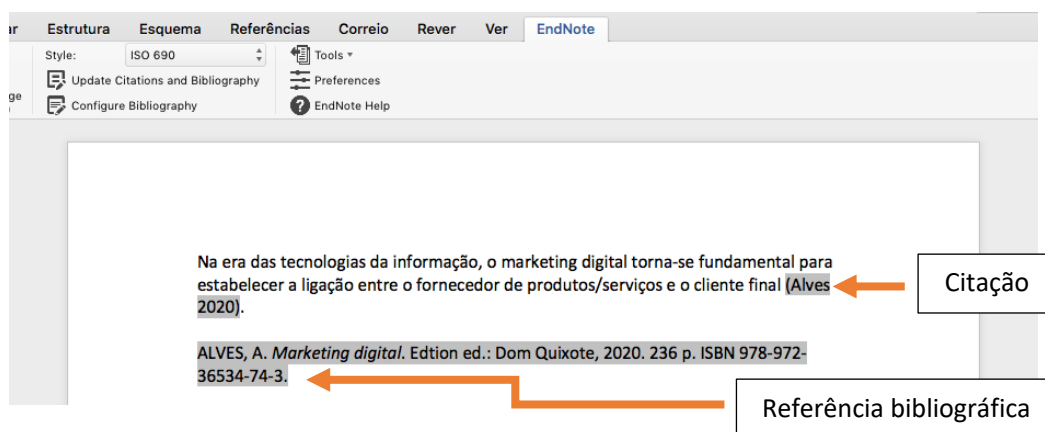 ar Estrutura Esquema Referências Correio Rever Ver EndNote
Style: ISO 690 Tools
Update Citations and Bibliography Preferences
ge Configure Bibliography EndNote Help
Na era das tecnologias da informação, o marketing digital torna-se fundamental para
estabelecer a ligação entre o fornecedor de produtos/serviços e o cliente final (Alves
2020).
Citação
ALVES, A. Marketing digital. Edtion ed.: Dom Quixote, 2020. 236 p. ISBN 978-972-
36534-74-3.
Referência bibliográfica